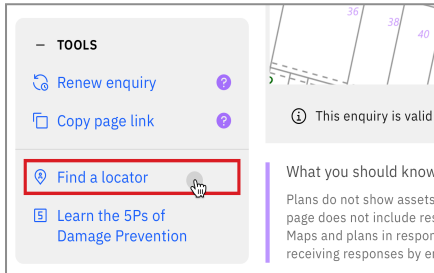 — TOOLS
Renew enquiry ?
Copy page link ?
Find a locator
5 Learn the 5Ps of
Damage Prevention
36
38
40
This enquiry is valid
What you should know
Plans do not show assets
page does not include res
Maps and plans in respon
receiving responses by em